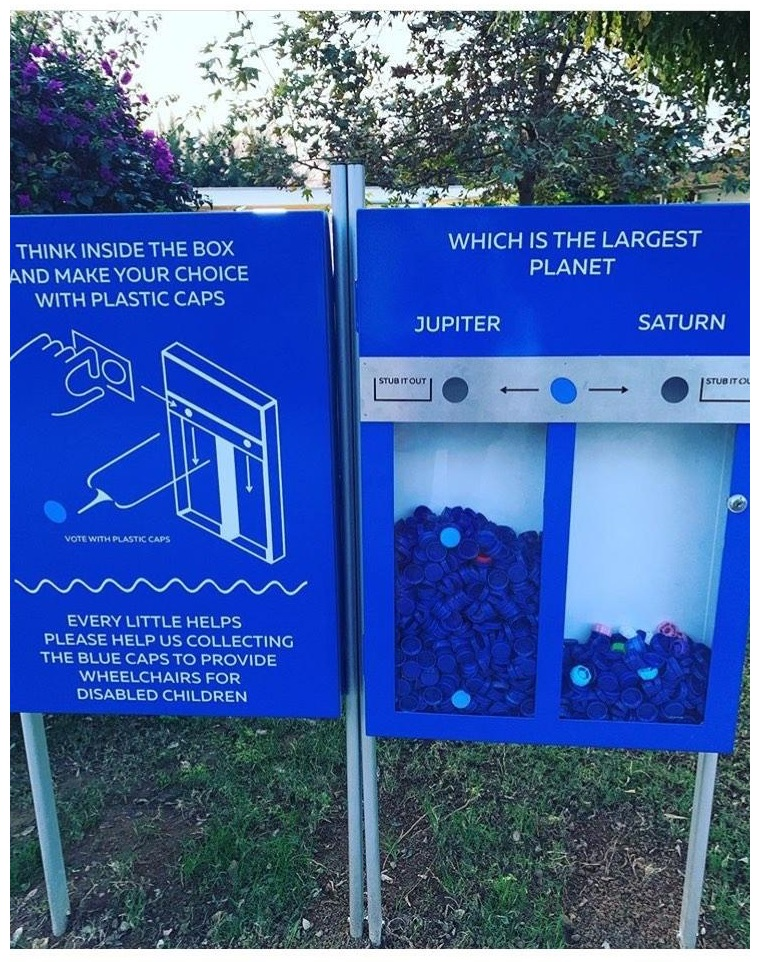 THINK INSIDE THE BOX
AND MAKE YOUR CHOICE
WITH PLASTIC CAPS
VOTE WITH PLASTIC CAPS
EVERY LITTLE HELPS
PLEASE HELP US COLLECTING
THE BLUE CAPS TO PROVIDE
WHEELCHAIRS FOR
DISABLED CHILDREN
WHICH IS THE LARGEST
PLANET
JUPITER SATURN
STUB IT OUT STUB IT OU